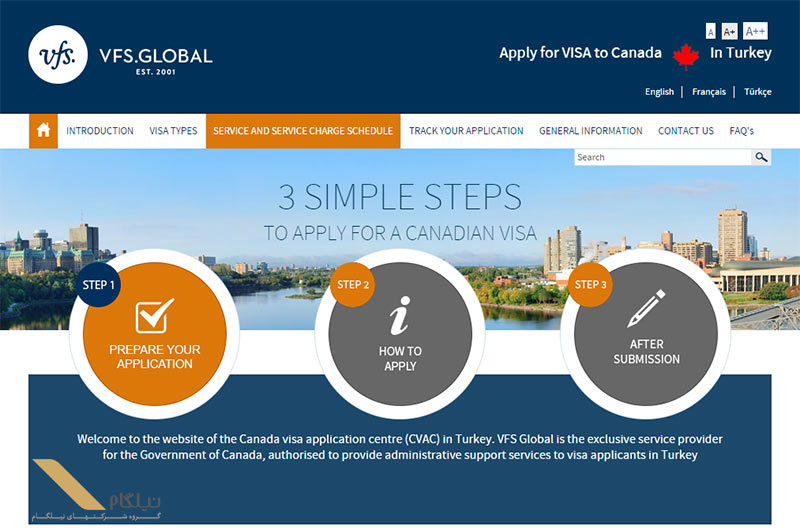 vfs.
VFS.GLOBAL
EST. 2001
A A+ A++
Apply for VISA to Canada In Turkey
English Français Türkçe
INTRODUCTION VISA TYPES SERVICE AND SERVICE CHARGE SCHEDULE TRACK YOUR APPLICATION GENERAL INFORMATION CONTACT US FAQ's
Search
3 SIMPLE STEPS
TO APPLY FOR A CANADIAN VISA
STEP 1
PREPARE YOUR
APPLICATION
STEP 2
HOW TO
APPLY
STEP 3
AFTER
SUBMISSION
Welcome to the website of the Canada visa application centre (CVAC) in Turkey. VFS Global is the exclusive service provider
for the Government of Canada, authorised to provide administrative support services to visa applicants in Turkey
نیلگام
گروه شرکتهای نیلگام